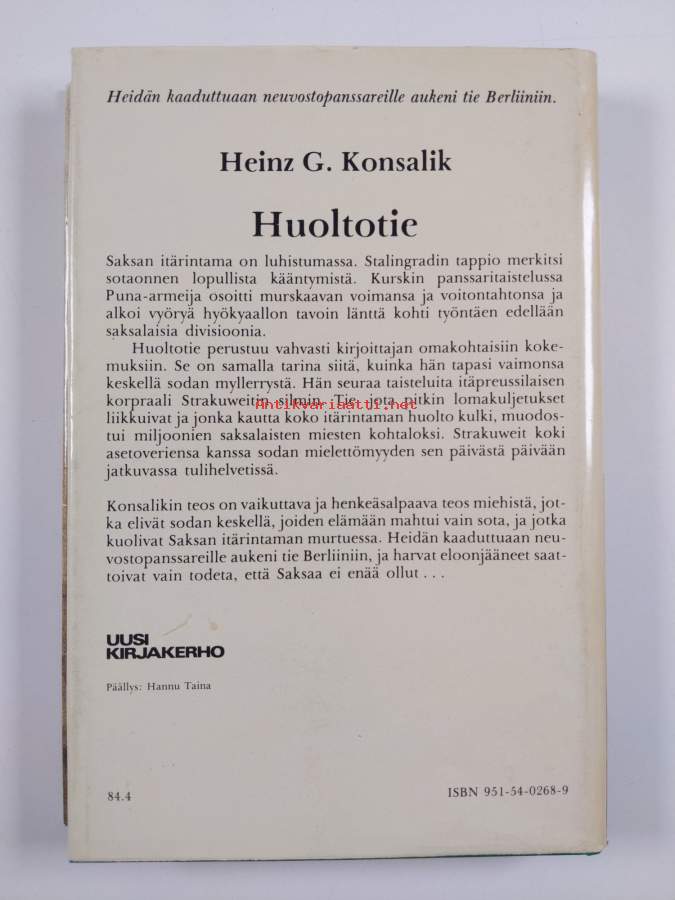 Heidän kaaduttuaan neuvostopanssareille aukeni tie Berliiniin.
Heinz G. Konsalik
Huoltotie
Saksan itärintama on luhistumassa. Stalingradin tappio merkitsi
sotaonnen lopullista kääntymistä. Kurskin panssaritaistelussa
Puna-armeija osoitti murskaavan voimansa ja voitontahtonsa ja
alkoi vyöryä hyökyaallon tavoin länttä kohti työntäen edellään
saksalaisia divisioonia.
Huoltotie perustuu vahvasti kirjoittajan omakohtaisiin koke-
muksiin. Se on samalla tarina siitä, kuinka hän tapasi vaimonsa
keskellä sodan myllerrystä. Hän seuraa taisteluita itäpreussilaisen
korpraali Strakuweitin silmin. Tie, jota pitkin lomakuljetukset
Antikvariaatti.net
liikkuivat ja jonka kautta koko itärintaman huolto kulki, muodos-
tui miljoonien saksalaisten miesten kohtaloksi. Strakuweit koki
asetoveriensa kanssa sodan mielettömyyden sen päivästä päivään
jatkuvassa tulihelvetissä.
Konsalikin teos on vaikuttava ja henkeäsalpaava teos miehistä, jot-
ka elivät sodan keskellä, joiden elämään mahtui vain sota, ja jotka
kuolivat Saksan itärintaman murtuessa. Heidän kaaduttuaan neu-
vostopanssareille aukeni tie Berliiniin, ja harvat eloonjääneet saat-
toivat vain todeta, että Saksaa ei enää ollut . . .
UUSI
KIRJAKERHO
Päällys: Hannu Taina
84.4
ISBN 951-54-0268-9